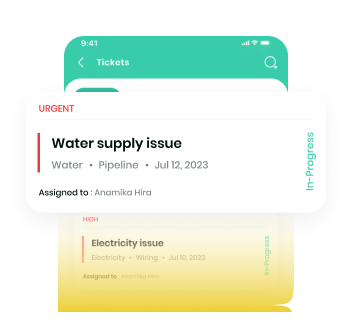 9:41
Tickets
URGENT
Water supply issue
Water • Pipeline • Jul 12, 2023
In-Progress
Assigned to : Anamika Hira
HIGH
Electricity issue
Electricity • Wiring • Jul 10, 2023
In-Progress
Assigned to Anamika Hira